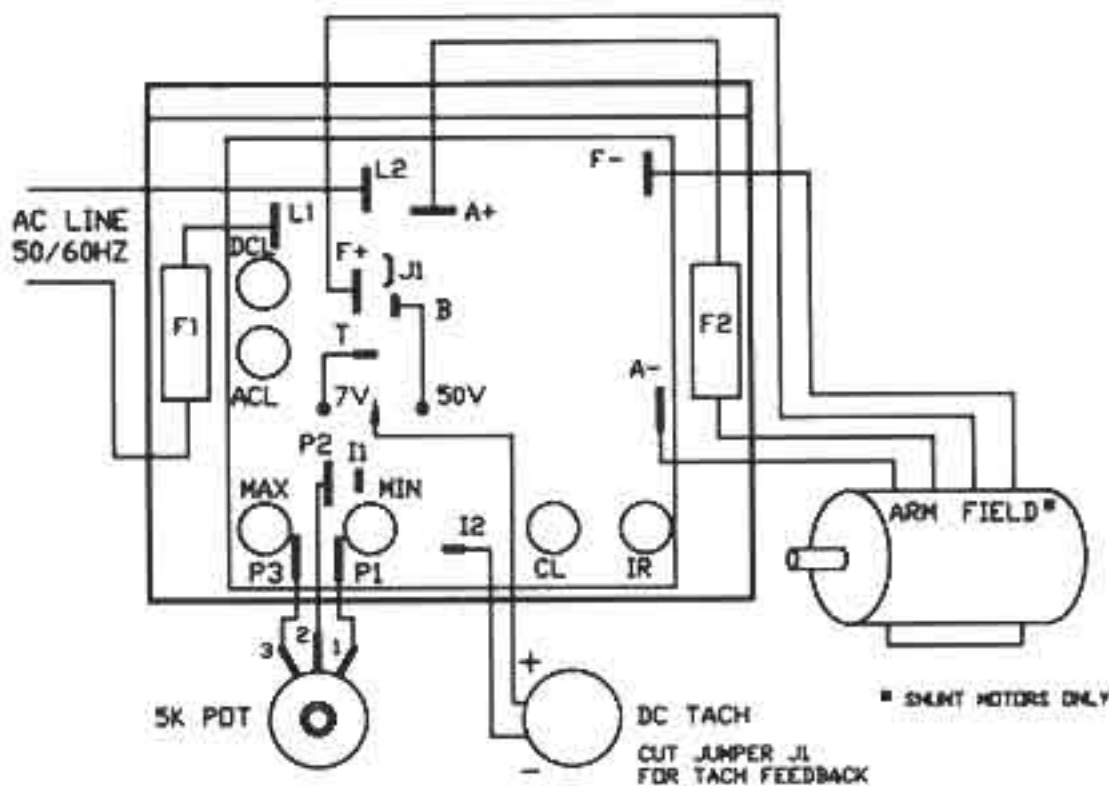 L2
F-
A+
AC LINE
50/60HZ
L1
DCL
F+
J1
B
F1
F2
T
A-
ACL
7V
50V
P2
I1
MAX
MIN
ARM FIELD*
I2
P3
P1
CL
IR
3
2
1
+
5K POT
DC TACH
* SHUNT MOTORS ONLY
-
CUT JUMPER J1
FOR TACH FEEDBACK